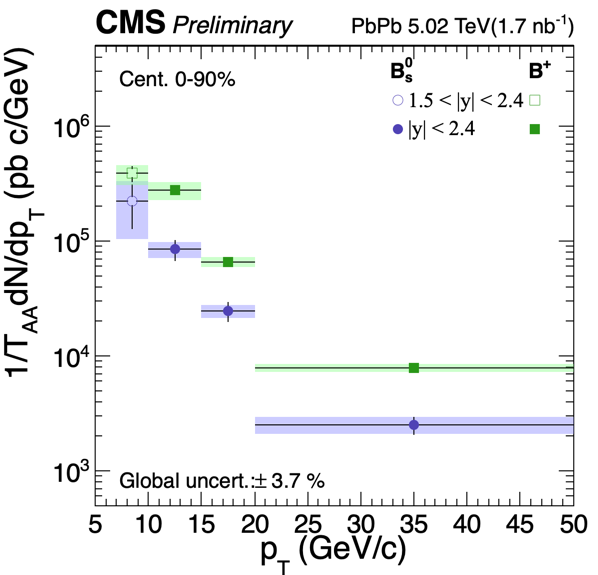 CMS Preliminary PbPb 5.02 TeV(1.7 nb⁻¹)
Cent. 0-90% B⁰ₛ B⁺
1.5 < |y| < 2.4
|y| < 2.4
10⁶
10⁵
10⁴
10³
1/T_AA dN/dp_T (pb c/GeV)
Global uncert.:± 3.7 %
5 10 15 20 25 30 35 40 45 50
p_T (GeV/c)